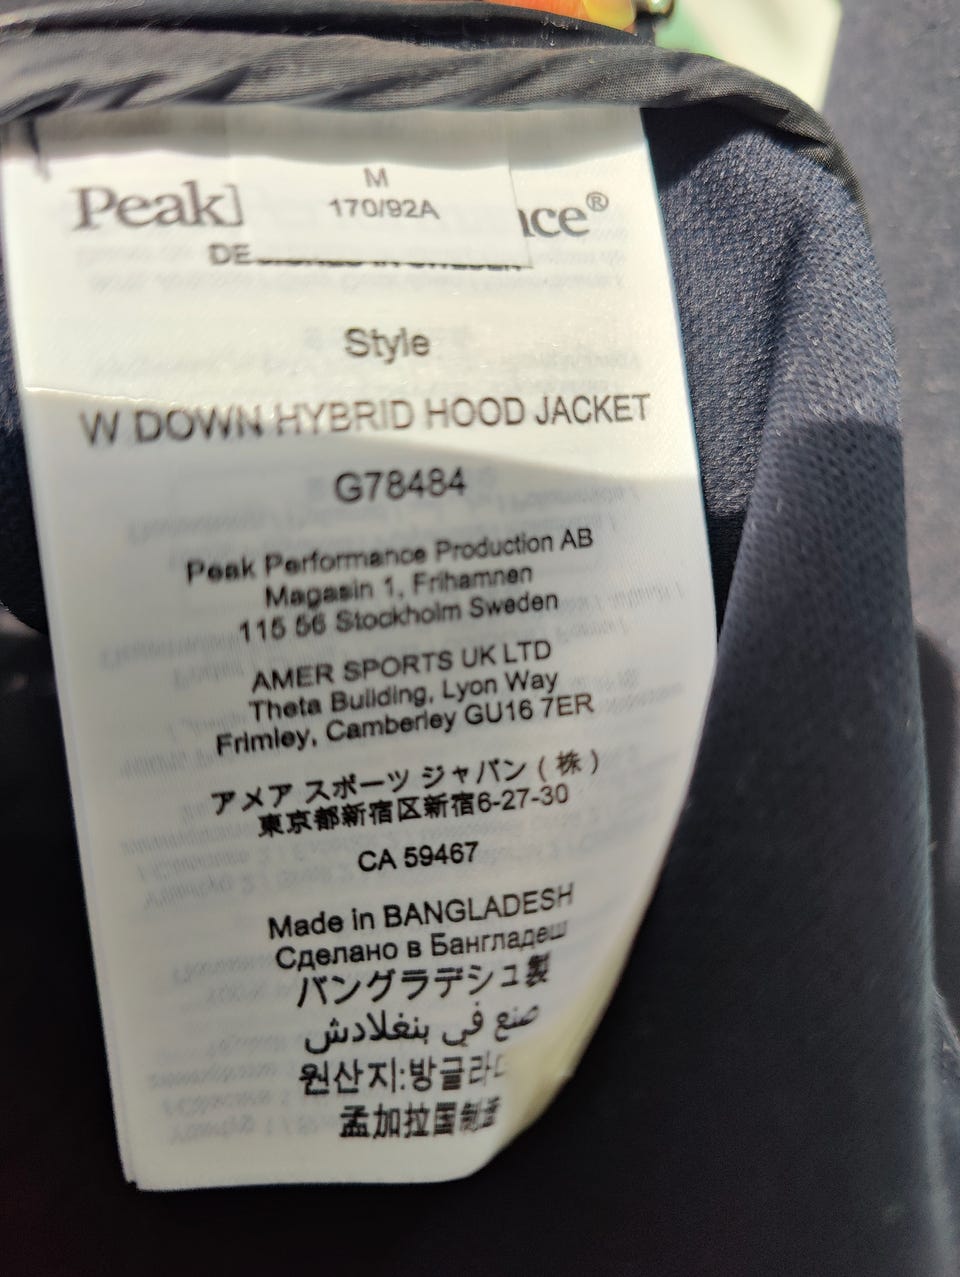 M
170/92A
Peak
nce®
DE
Style
W DOWN HYBRID HOOD JACKET
G78484
Peak Performance Production AB
Magasin 1, Frihamnen
115 56 Stockholm Sweden
AMER SPORTS UK LTD
Theta Building, Lyon Way
Frimley, Camberley GU16 7ER
アメア スポーツ ジャパン ( 株 )
東京都新宿区新宿6-27-30
CA 59467
Made in BANGLADESH
Сделано в Бангладеш
バングラデシュ製
صنع في بنغلادش
원산지:방글라
孟加拉国制造